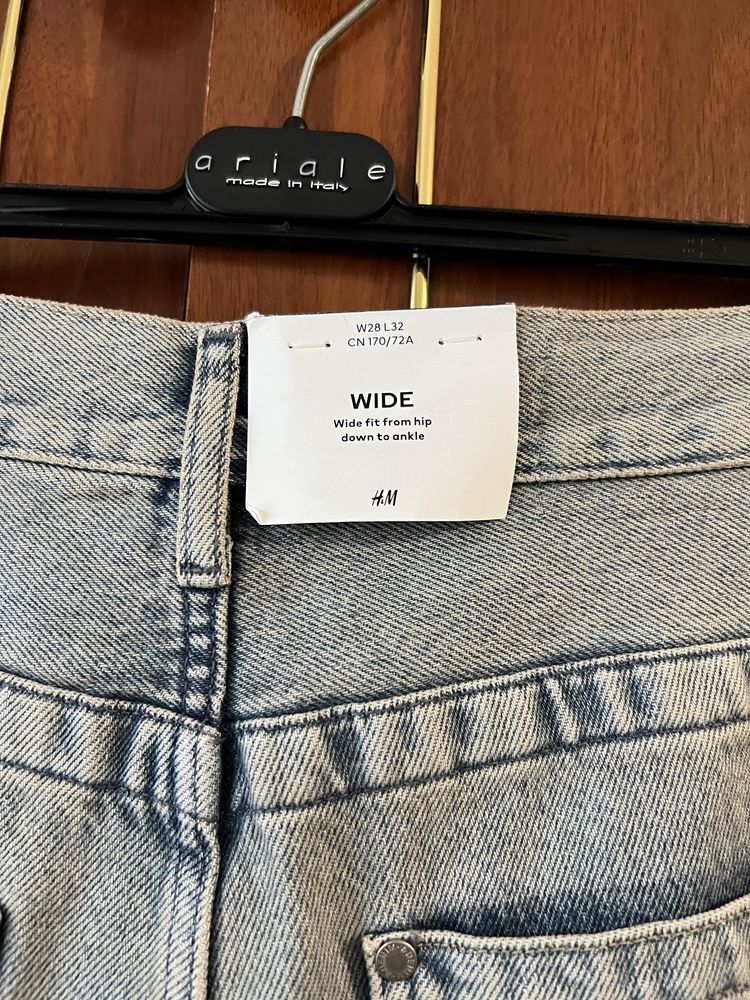 ariale
made in Italy
W28 L32
CN 170/72A
WIDE
Wide fit from hip
down to ankle
H&M